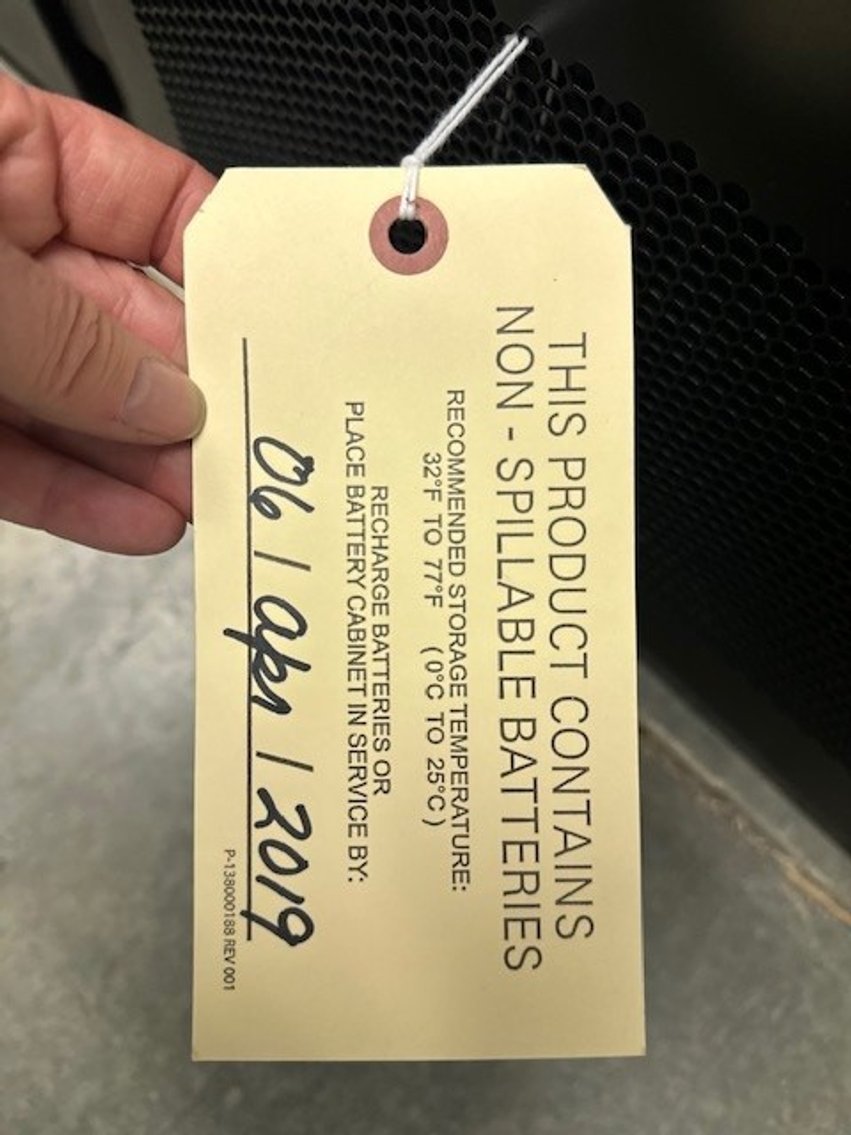 THIS PRODUCT CONTAINS
NON - SPILLABLE BATTERIES
RECOMMENDED STORAGE TEMPERATURE:
32°F TO 77°F (0°C TO 25°C)
RECHARGE BATTERIES OR
PLACE BATTERY CABINET IN SERVICE BY:
06 / apr / 2019
P-138000188 REV 001